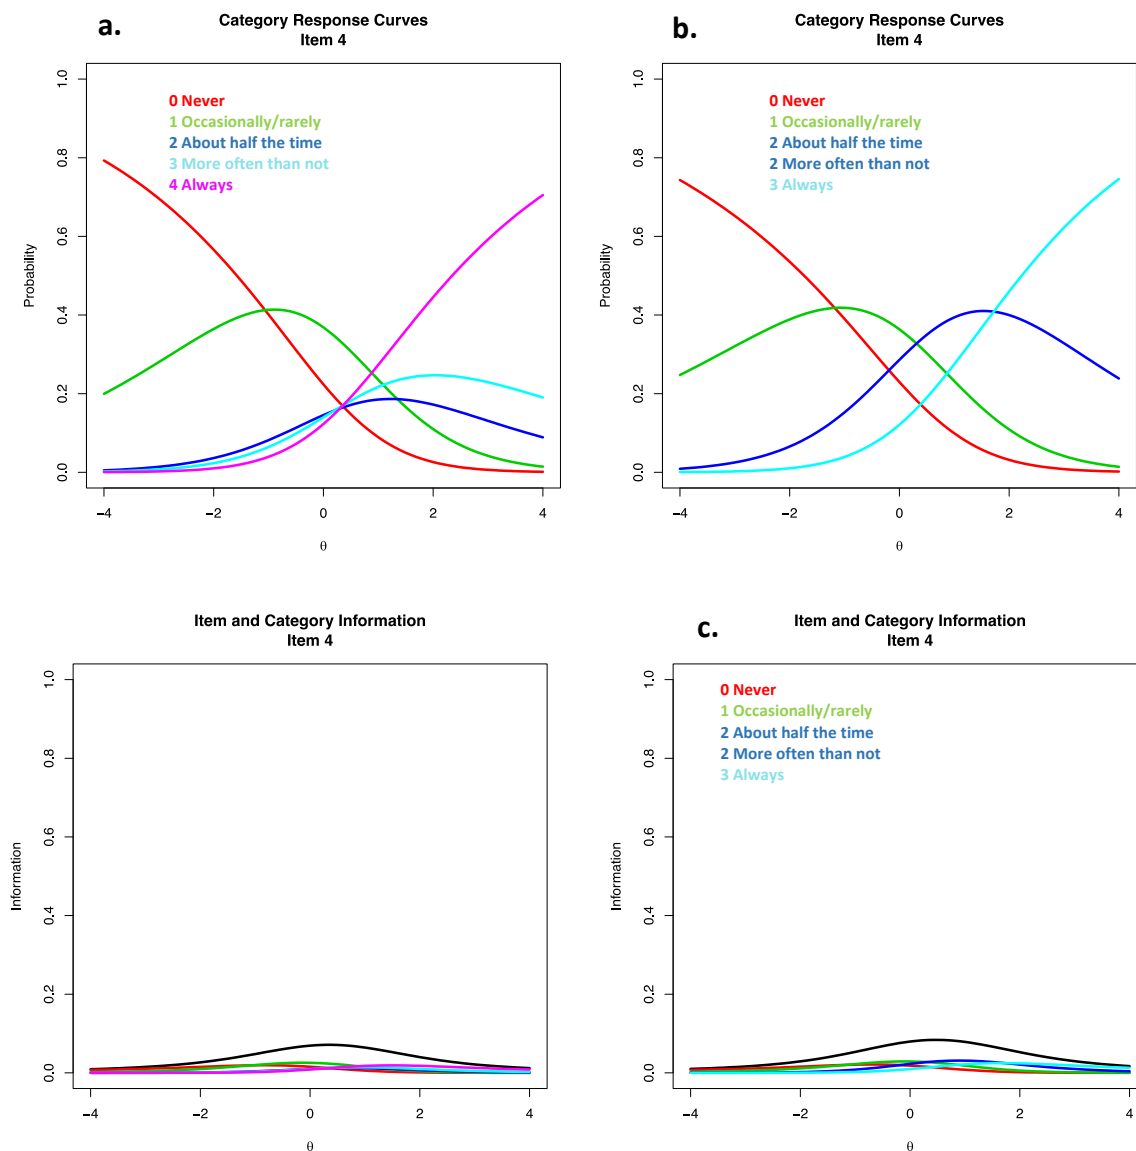 a.
Category Response Curves
Item 4
0 Never
1 Occasionally/rarely
2 About half the time
3 More often than not
4 Always
Probability
1.0
0.8
0.6
0.4
0.2
0.0
−4
−2
0
2
4
θ
b.
Category Response Curves
Item 4
0 Never
1 Occasionally/rarely
2 About half the time
2 More often than not
3 Always
Probability
1.0
0.8
0.6
0.4
0.2
0.0
−4
−2
0
2
4
θ
Item and Category Information
Item 4
Information
1.0
0.8
0.6
0.4
0.2
0.0
−4
−2
0
2
4
θ
c.
Item and Category Information
Item 4
0 Never
1 Occasionally/rarely
2 About half the time
2 More often than not
3 Always
Information
1.0
0.8
0.6
0.4
0.2
0.0
−4
−2
0
2
4
θ